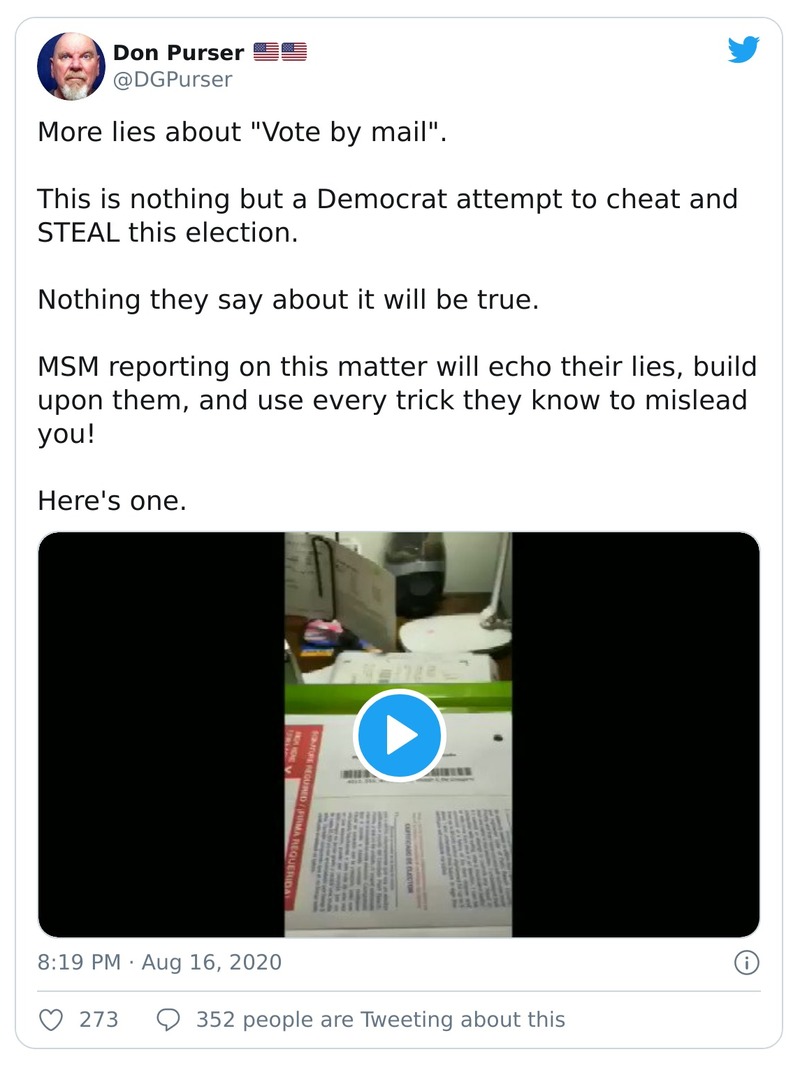 Don Purser 🇺🇸🇺🇸
@DGPurser
More lies about "Vote by mail".
This is nothing but a Democrat attempt to cheat and
STEAL this election.
Nothing they say about it will be true.
MSM reporting on this matter will echo their lies, build
upon them, and use every trick they know to mislead
you!
Here's one.
SIGNATURE REQUIRED / (FIRMA REQUERIDA)
8:19 PM · Aug 16, 2020
273
352 people are Tweeting about this